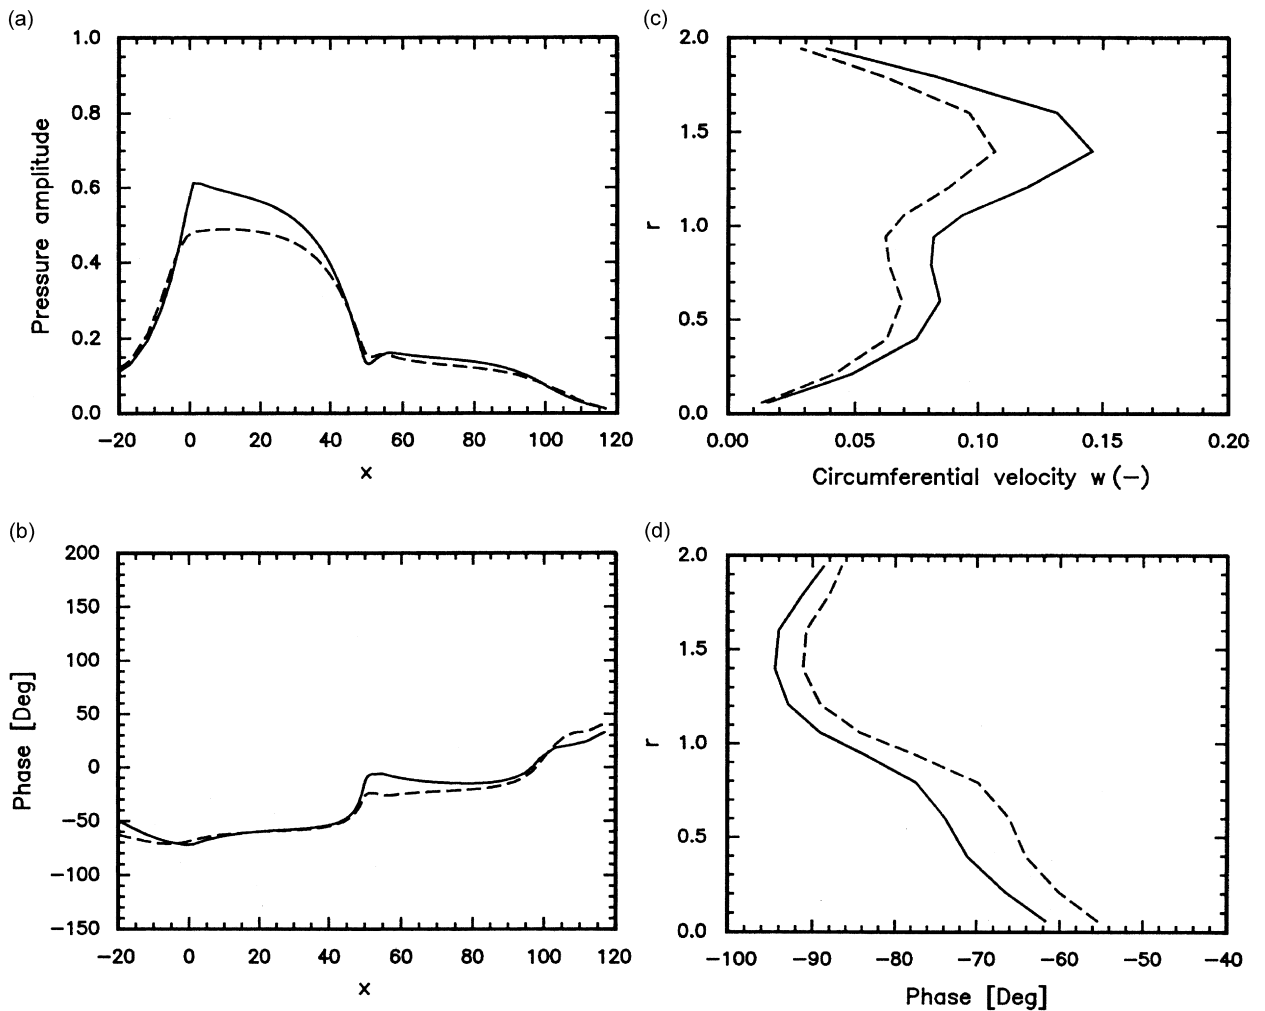 (a)
1.0
0.8
0.6
0.4
0.2
0.0
Pressure amplitude
−20 0 20 40 60 80 100 120
x
(c)
2.0
1.5
1.0
0.5
0.0
r
0.00 0.05 0.10 0.15 0.20
Circumferential velocity w (−)
(b)
200
150
100
50
0
−50
−100
−150
Phase [Deg]
−20 0 20 40 60 80 100 120
x
(d)
2.0
1.5
1.0
0.5
0.0
r
−100 −90 −80 −70 −60 −50 −40
Phase [Deg]